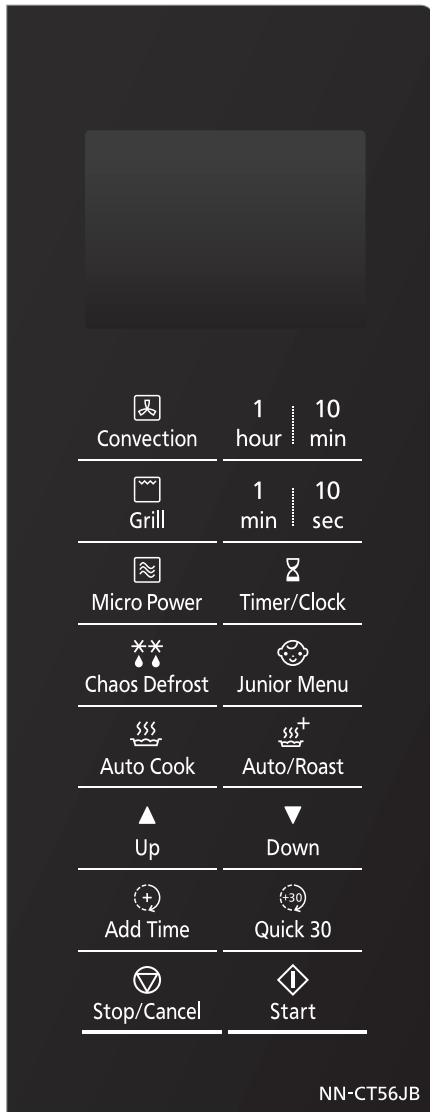 Convection
1 hour 10 min
Grill
1 min 10 sec
Micro Power
Timer/Clock
Chaos Defrost
Junior Menu
Auto Cook
Auto/Roast
Up
Down
Add Time
+30
Quick 30
Stop/Cancel
Start
NN-CT56JB